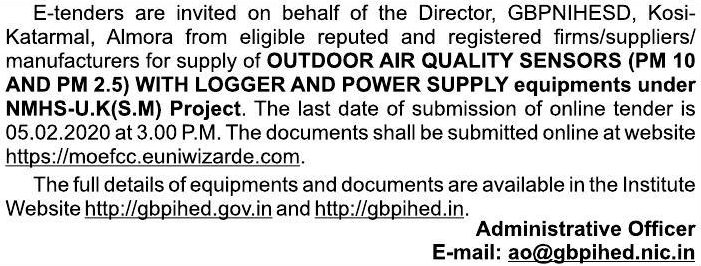 E-tenders are invited on behalf of the Director, GBPNIHESD, Kosi-
Katarmal, Almora from eligible reputed and registered firms/suppliers/
manufacturers for supply of OUTDOOR AIR QUALITY SENSORS (PM 10
AND PM 2.5) WITH LOGGER AND POWER SUPPLY equipments under
NMHS-U.K(S.M) Project. The last date of submission of online tender is
05.02.2020 at 3.00 P.M. The documents shall be submitted online at website
https://moefcc.euniwizarde.com.
The full details of equipments and documents are available in the Institute
Website http://gbpihed.gov.in and http://gbpihed.in.
Administrative Officer
E-mail: ao@gbpihed.nic.in